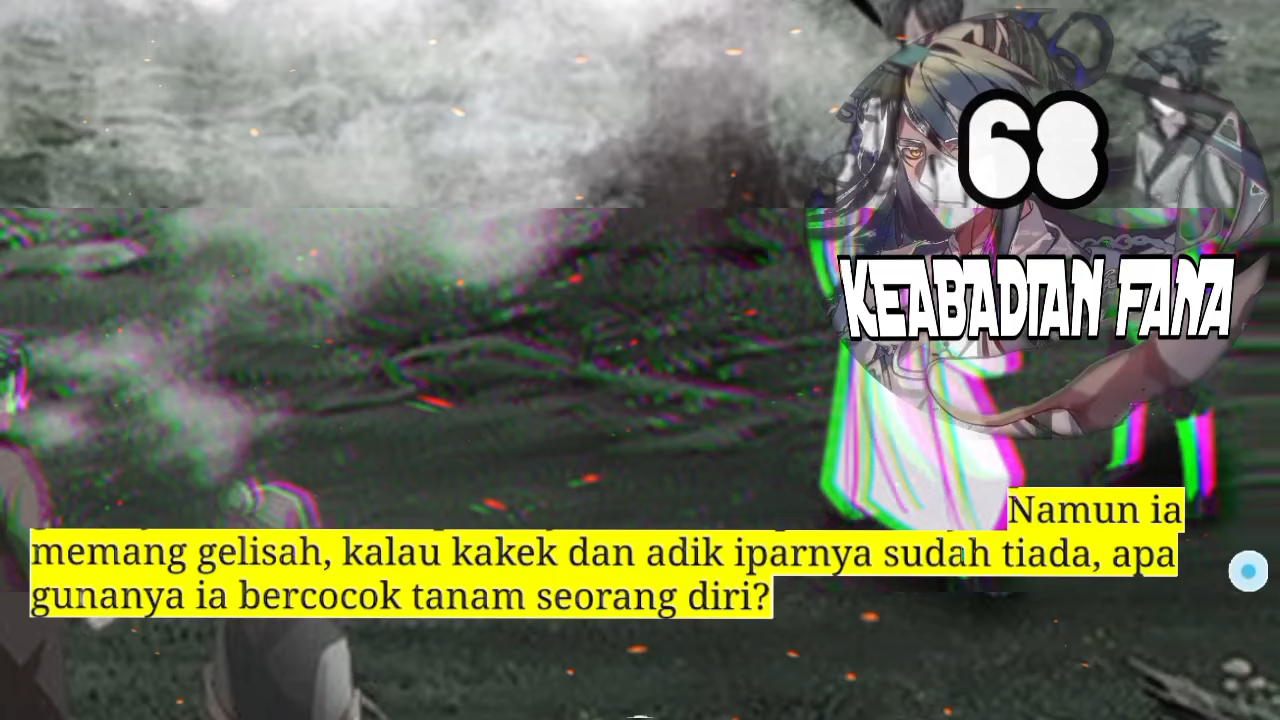 68
KEABADIAN FANA
Namun ia
memang gelisah, kalau kakek dan adik iparnya sudah tiada, apa
gunanya ia bercocok tanam seorang diri?